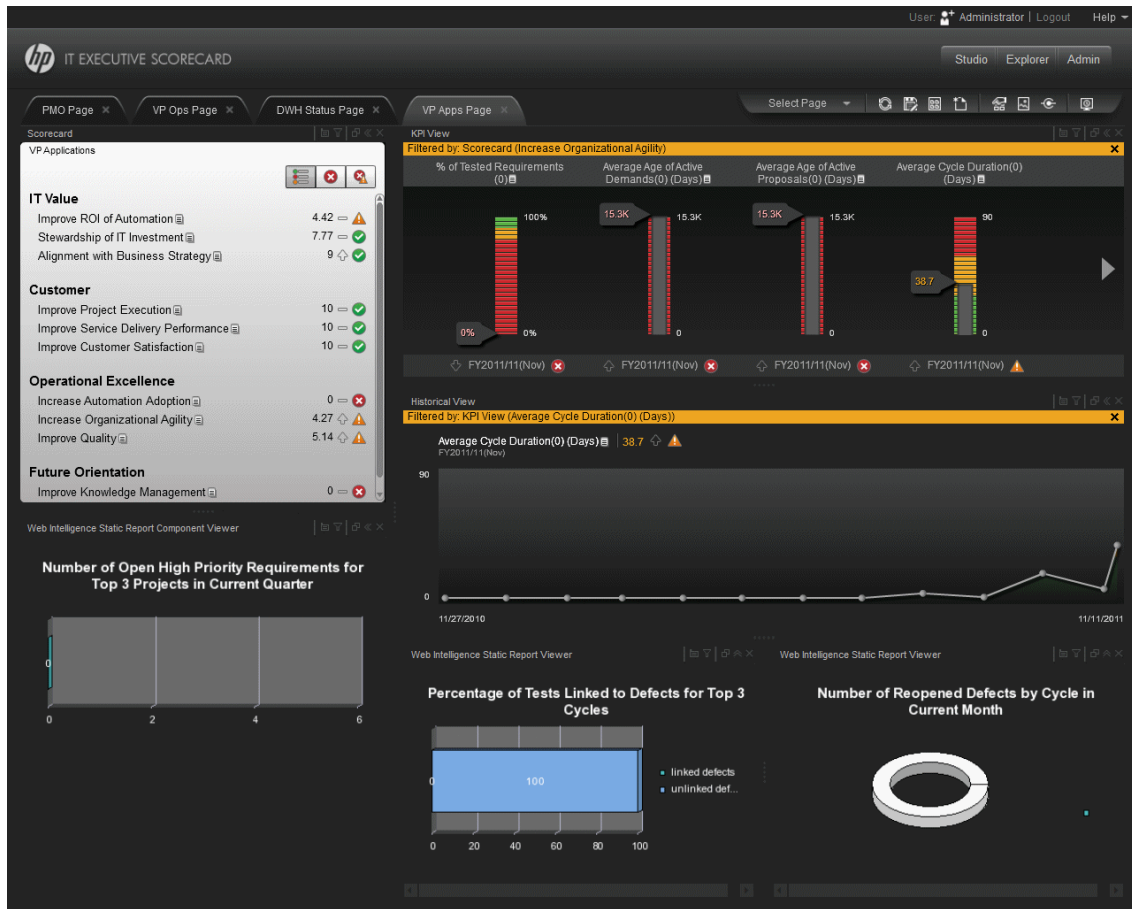 User: Administrator | Logout Help
hp IT EXECUTIVE SCORECARD
Studio Explorer Admin
PMO Page × VP Ops Page × DWH Status Page × VP Apps Page ×
Select Page
Scorecard
VP Applications
IT Value
Improve ROI of Automation 4.42
Stewardship of IT Investment 7.77
Alignment with Business Strategy 9
Customer
Improve Project Execution 10
Improve Service Delivery Performance 10
Improve Customer Satisfaction 10
Operational Excellence
Increase Automation Adoption 0
Increase Organizational Agility 4.27
Improve Quality 5.14
Future Orientation
Improve Knowledge Management 0
KPI View
Filtered by: Scorecard (Increase Organizational Agility)
% of Tested Requirements
(0)
100%
0%
0%
FY2011/11(Nov)
Average Age of Active
Demands(0) (Days)
15.3K
15.3K
0
FY2011/11(Nov)
Average Age of Active
Proposals(0) (Days)
15.3K
15.3K
0
FY2011/11(Nov)
Average Cycle Duration(0)
(Days)
90
38.7
0
FY2011/11(Nov)
Historical View
Filtered by: KPI View (Average Cycle Duration(0) (Days))
Average Cycle Duration(0) (Days) 38.7
FY2011/11(Nov)
90
0
11/27/2010 11/11/2011
Web Intelligence Static Report Component Viewer
Number of Open High Priority Requirements for
Top 3 Projects in Current Quarter
0
0 2 4 6
Web Intelligence Static Report Viewer
Percentage of Tests Linked to Defects for Top 3
Cycles
0 100
linked defects
unlinked def...
0 20 40 60 80 100
Web Intelligence Static Report Viewer
Number of Reopened Defects by Cycle in
Current Month